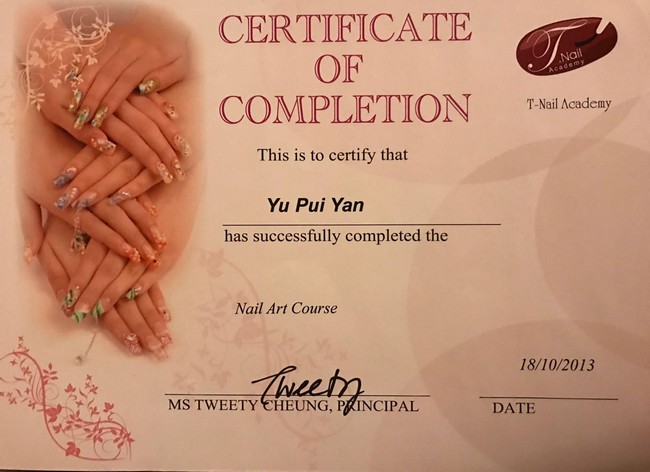 CERTIFICATE
OF
COMPLETION
T.Nail
Academy
T-Nail Academy
This is to certify that
Yu Pui Yan
has successfully completed the
Nail Art Course
18/10/2013
Tweety
MS TWEETY CHEUNG, PRINCIPAL
DATE